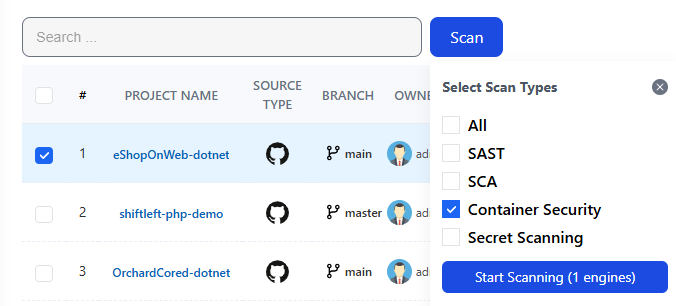 Search ...
Scan
# PROJECT NAME SOURCE TYPE BRANCH OWNE
1 eShopOnWeb-dotnet main ad
2 shiftleft-php-demo master ad
3 OrchardCored-dotnet main ad
Select Scan Types
All
SAST
SCA
Container Security
Secret Scanning
Start Scanning (1 engines)